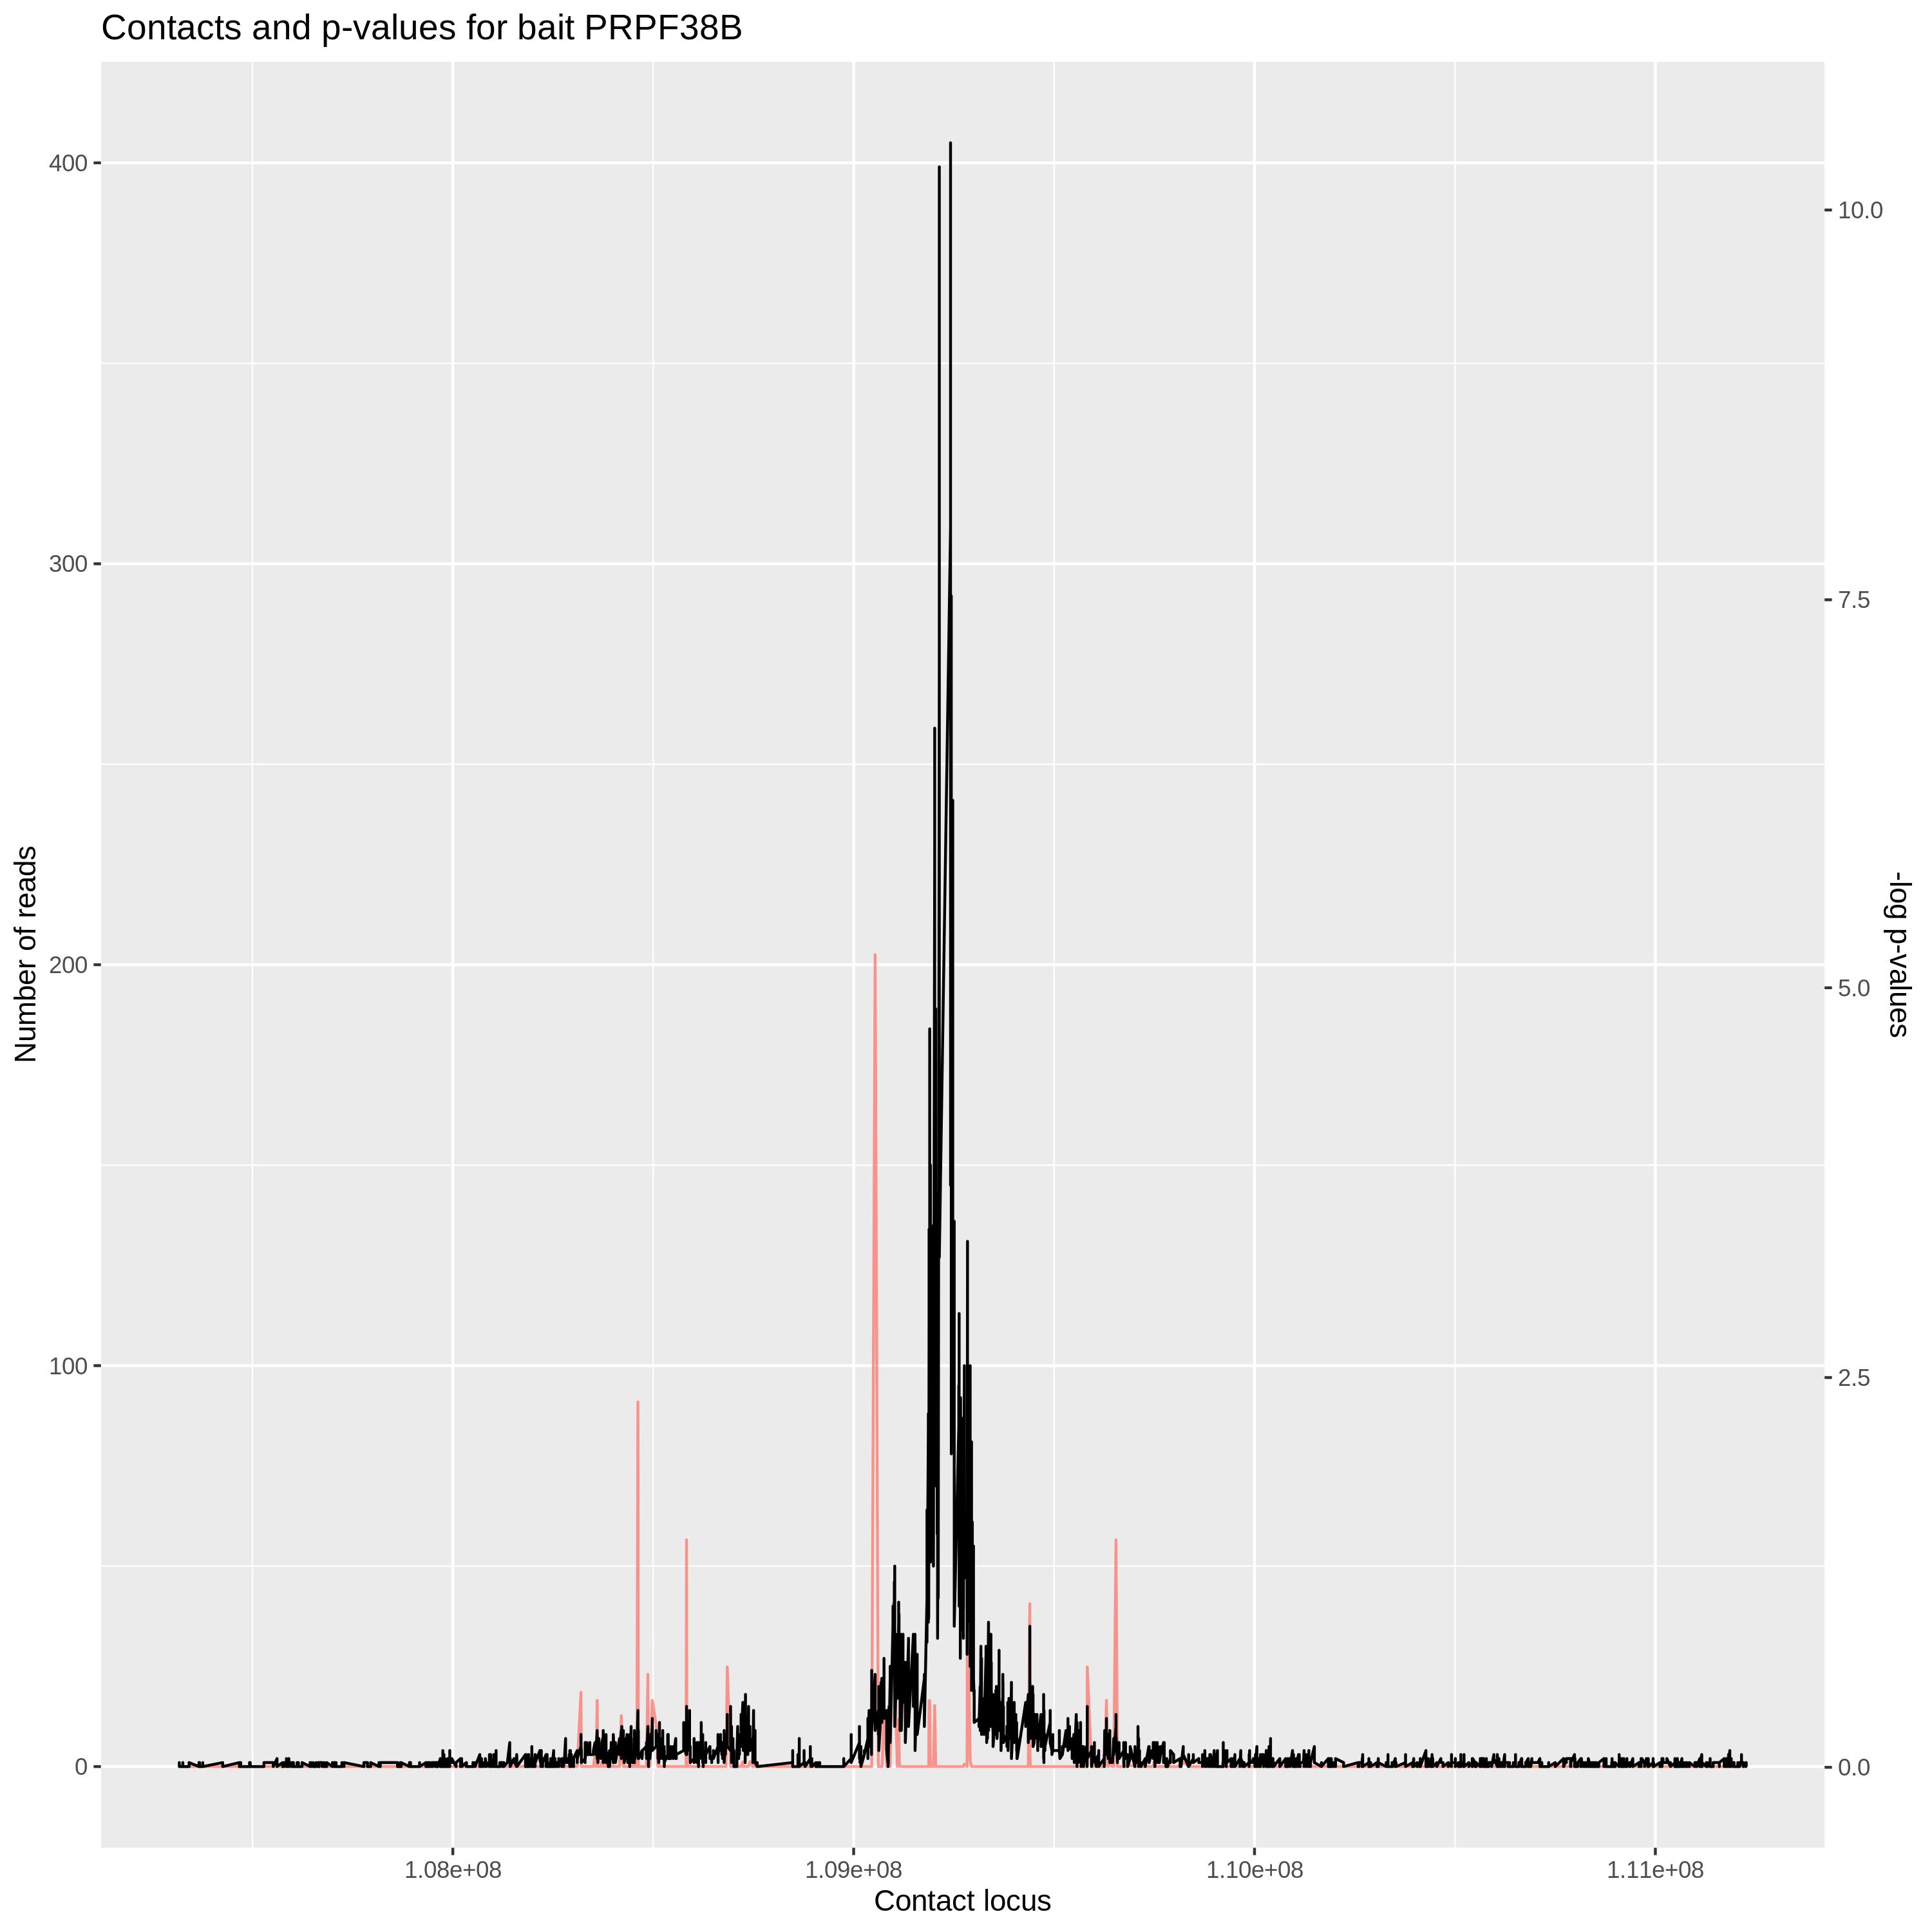 Contacts and p-values for bait PRPF38B
400
300
200
100
0
Number of reads
10.0
7.5
5.0
2.5
0.0
-log p-values
1.08e+08
1.09e+08
1.10e+08
1.11e+08
Contact locus